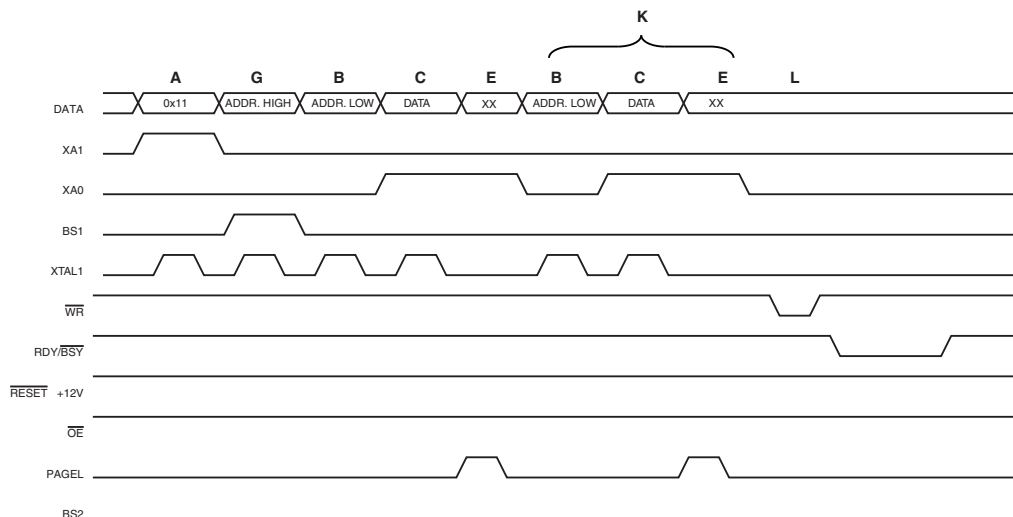 K
A G B C E B C E L
DATA 0x11 ADDR. HIGH ADDR. LOW DATA XX ADDR. LOW DATA XX
XA1
XA0
BS1
XTAL1
WR
RDY/BSY
RESET +12V
OE
PAGEL
BS2